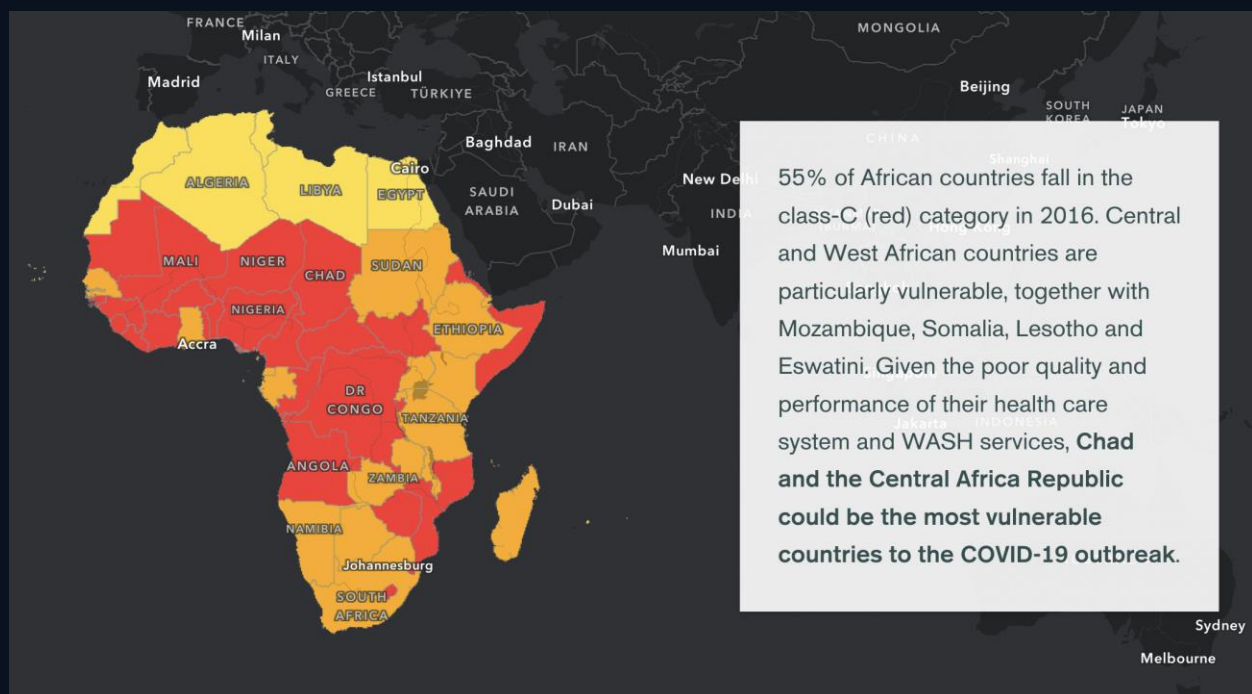 FRANCE
Milan
MONGOLIA
ITALY
Madrid
Istanbul
GREECE
TÜRKIYE
Beijing
SOUTH
KOREA
JAPAN
Tokyo
Baghdad
IRAN
CHINA
Shanghai
ALGERIA
LIBYA
Cairo
EGYPT
New Delhi
SAUDI
ARABIA
Dubai
INDIA
Hong Kong
Mumbai
MALI
NIGER
CHAD
SUDAN
NIGERIA
ETHIOPIA
Accra
DR
CONGO
TANZANIA
Jakarta
INDONESIA
ANGOLA
ZAMBIA
NAMIBIA
Johannesburg
SOUTH
AFRICA
Sydney
Melbourne
55% of African countries fall in the
class-C (red) category in 2016. Central
and West African countries are
particularly vulnerable, together with
Mozambique, Somalia, Lesotho and
Eswatini. Given the poor quality and
performance of their health care
system and WASH services, Chad
and the Central Africa Republic
could be the most vulnerable
countries to the COVID-19 outbreak.